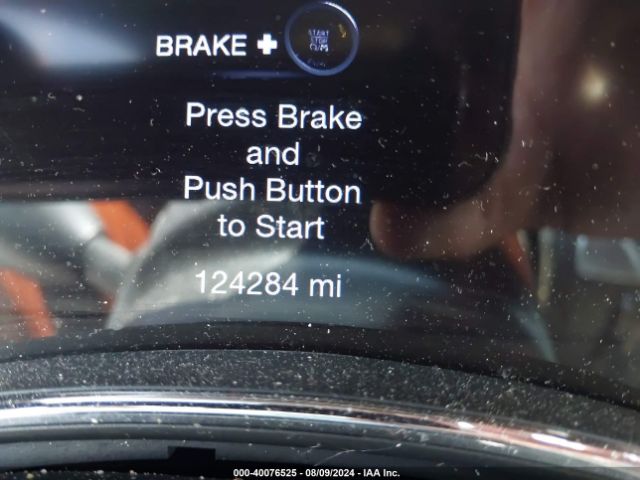 BRAKE +
START
STOP
Press Brake
and
Push Button
to Start
124284 mi
000-40076525 - 08/09/2024 - IAA Inc.